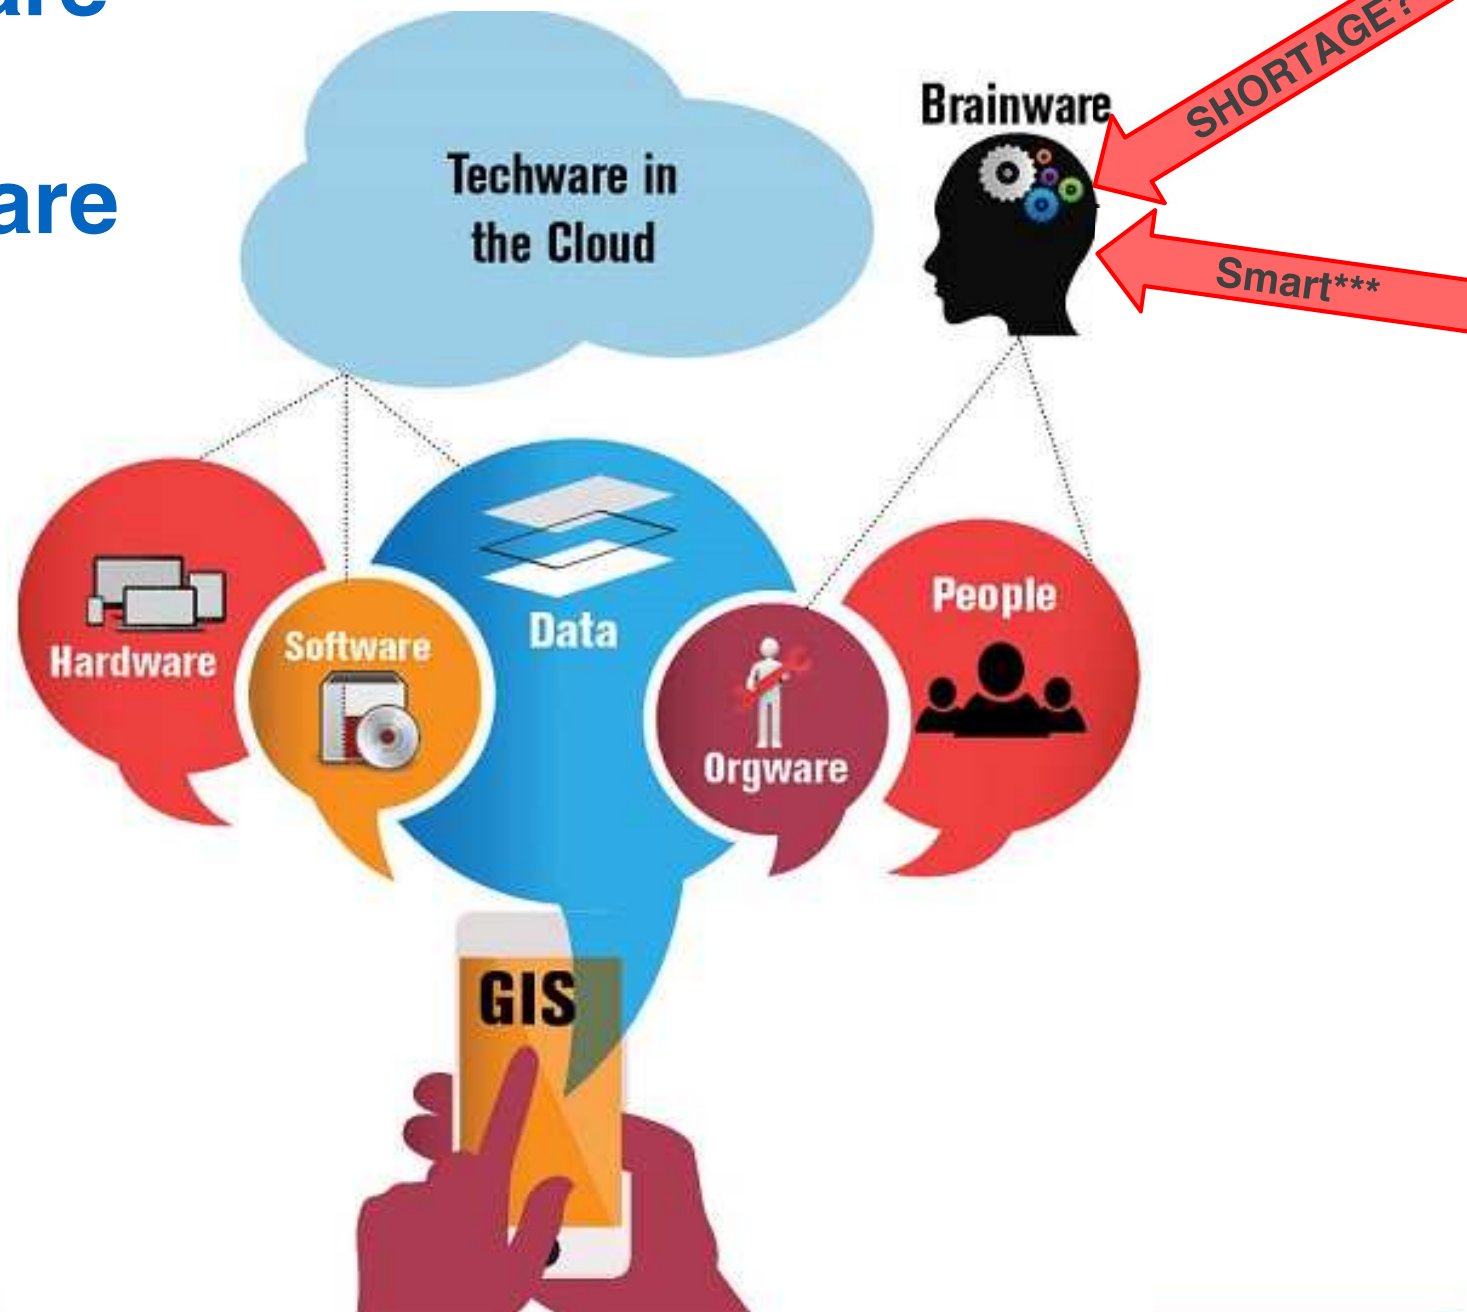 are
are
SHORTAGE?
Brainware
Techware in
the Cloud
Smart***
Hardware
Software
Data
Orgware
People
GIS